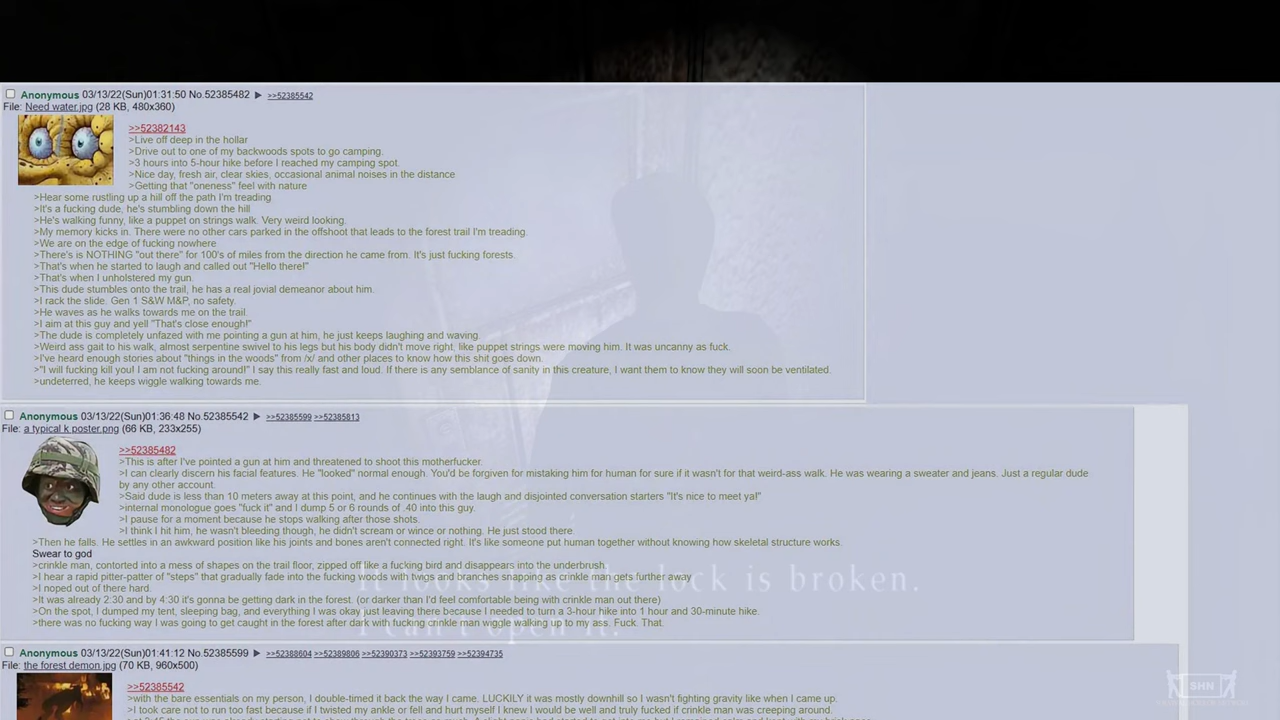 Anonymous 03/13/22(Sun)01:31:50 No.52385482 ▶ >>52385542
File: Need water.jpg (28 KB, 480x360)
>>52382143
>Live off deep in the hollar
>Drive out to one of my backwoods spots to go camping.
>3 hours into 5-hour hike before I reached my camping spot.
>Nice day, fresh air, clear skies, occasional animal noises in the distance
>Getting that "oneness" feel with nature
>Hear some rustling up a hill off the path I'm treading
>It's a fucking dude, he's stumbling down the hill
>He's walking funny, like a puppet on strings walk. Very weird looking.
>My memory kicks in. There were no other cars parked in the offshoot that leads to the forest trail I'm treading.
>We are on the edge of fucking nowhere
>There's is NOTHING "out there" for 100's of miles from the direction he came from. It's just fucking forests.
>That's when he started to laugh and called out "Hello there!"
>That's when I unholstered my gun.
>This dude stumbles onto the trail, he has a real jovial demeanor about him.
>I rack the slide. Gen 1 S&W M&P, no safety.
>He waves as he walks towards me on the trail.
>I aim at this guy and yell "That's close enough!"
>The dude is completely unfazed with me pointing a gun at him, he just keeps laughing and waving.
>Weird ass gait to his walk, almost serpentine swivel to his legs but his body didn't move right, like puppet strings were moving him. It was uncanny as fuck.
>I've heard enough stories about "things in the woods" from /x/ and other places to know how this shit goes down.
>"I will fucking kill you! I am not fucking around!" I say this really fast and loud. If there is any semblance of sanity in this creature, I want them to know they will soon be ventilated.
>undeterred, he keeps wiggle walking towards me.
Anonymous 03/13/22(Sun)01:36:48 No.52385542 ▶ >>52385599 >>52385813
File: a typical k poster.png (66 KB, 233x255)
>>52385482
>This is after I've pointed a gun at him and threatened to shoot this motherfucker.
>I can clearly discern his facial features. He "looked" normal enough. You'd be forgiven for mistaking him for human for sure if it wasn't for that weird-ass walk. He was wearing a sweater and jeans. Just a regular dude
by any other account.
>Said dude is less than 10 meters away at this point, and he continues with the laugh and disjointed conversation starters "It's nice to meet ya!"
>internal monologue goes "fuck it" and I dump 5 or 6 rounds of .40 into this guy.
>I pause for a moment because he stops walking after those shots.
>I think I hit him, he wasn't bleeding though, he didn't scream or wince or nothing. He just stood there.
>Then he falls. He settles in an awkward position like his joints and bones aren't connected right. It's like someone put human together without knowing how skeletal structure works.
Swear to god
>crinkle man, contorted into a mess of shapes on the trail floor, zipped off like a fucking bird and disappears into the underbrush.
>I hear a rapid pitter-patter of "steps" that gradually fade into the fucking woods with twigs and branches snapping as crinkle man gets further away
>I noped out of there hard.
>It was already 2:30 and by 4:30 it's gonna be getting dark in the forest. (or darker than I'd feel comfortable being with crinkle man out there)
>On the spot, I dumped my tent, sleeping bag, and everything I was okay just leaving there because I needed to turn a 3-hour hike into 1 hour and 30-minute hike.
>there was no fucking way I was going to get caught in the forest after dark with fucking crinkle man wiggle walking up to my ass. Fuck. That.
It looks like the lock is broken.
I can't open it.
Anonymous 03/13/22(Sun)01:41:12 No.52385599 ▶ >>52388604 >>52389806 >>52390373 >>52393759 >>52394735
File: the forest demon.jpg (70 KB, 960x500)
>>52385542
>with the bare essentials on my person, I double-timed it back the way I came. LUCKILY it was mostly downhill so I wasn't fighting gravity like when I came up.
>I took care not to run too fast because if I twisted my ankle or fell and hurt myself I knew I would be well and truly fucked if crinkle man was creeping around.
SHN